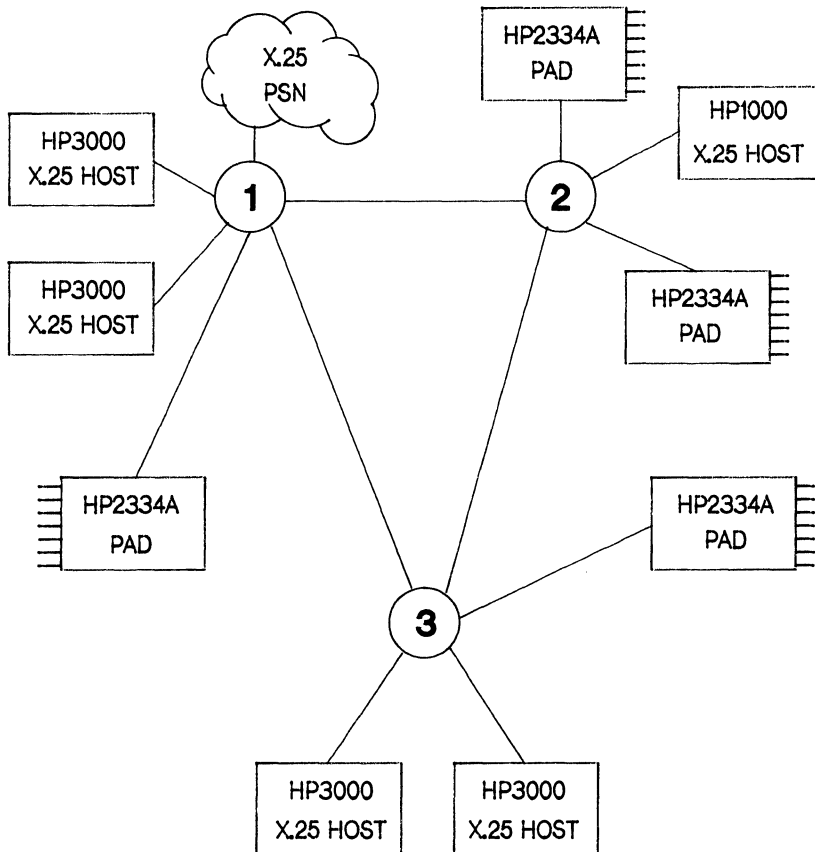 X.25
PSN
HP2334A
PAD
HP3000
X.25 HOST
HP1000
X.25 HOST
1
2
HP3000
X.25 HOST
HP2334A
PAD
HP2334A
PAD
HP2334A
PAD
3
HP3000
X.25 HOST
HP3000
X.25 HOST